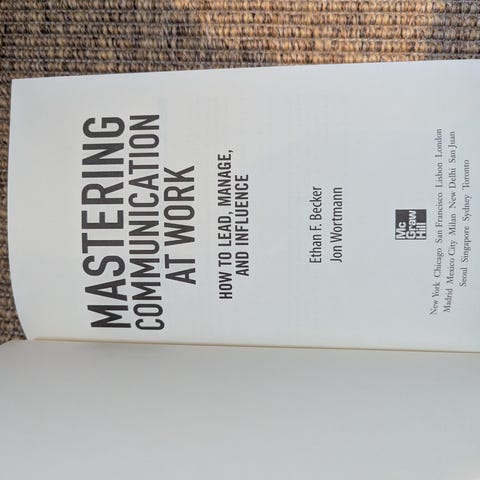 MASTERING
COMMUNICATION
AT WORK
HOW TO LEAD, MANAGE,
AND INFLUENCE
Ethan F. Becker
Jon Wortmann
Mc
Graw
Hill
New York Chicago San Francisco Lisbon London
Madrid Mexico City Milan New Delhi San Juan
Seoul Singapore Sydney Toronto